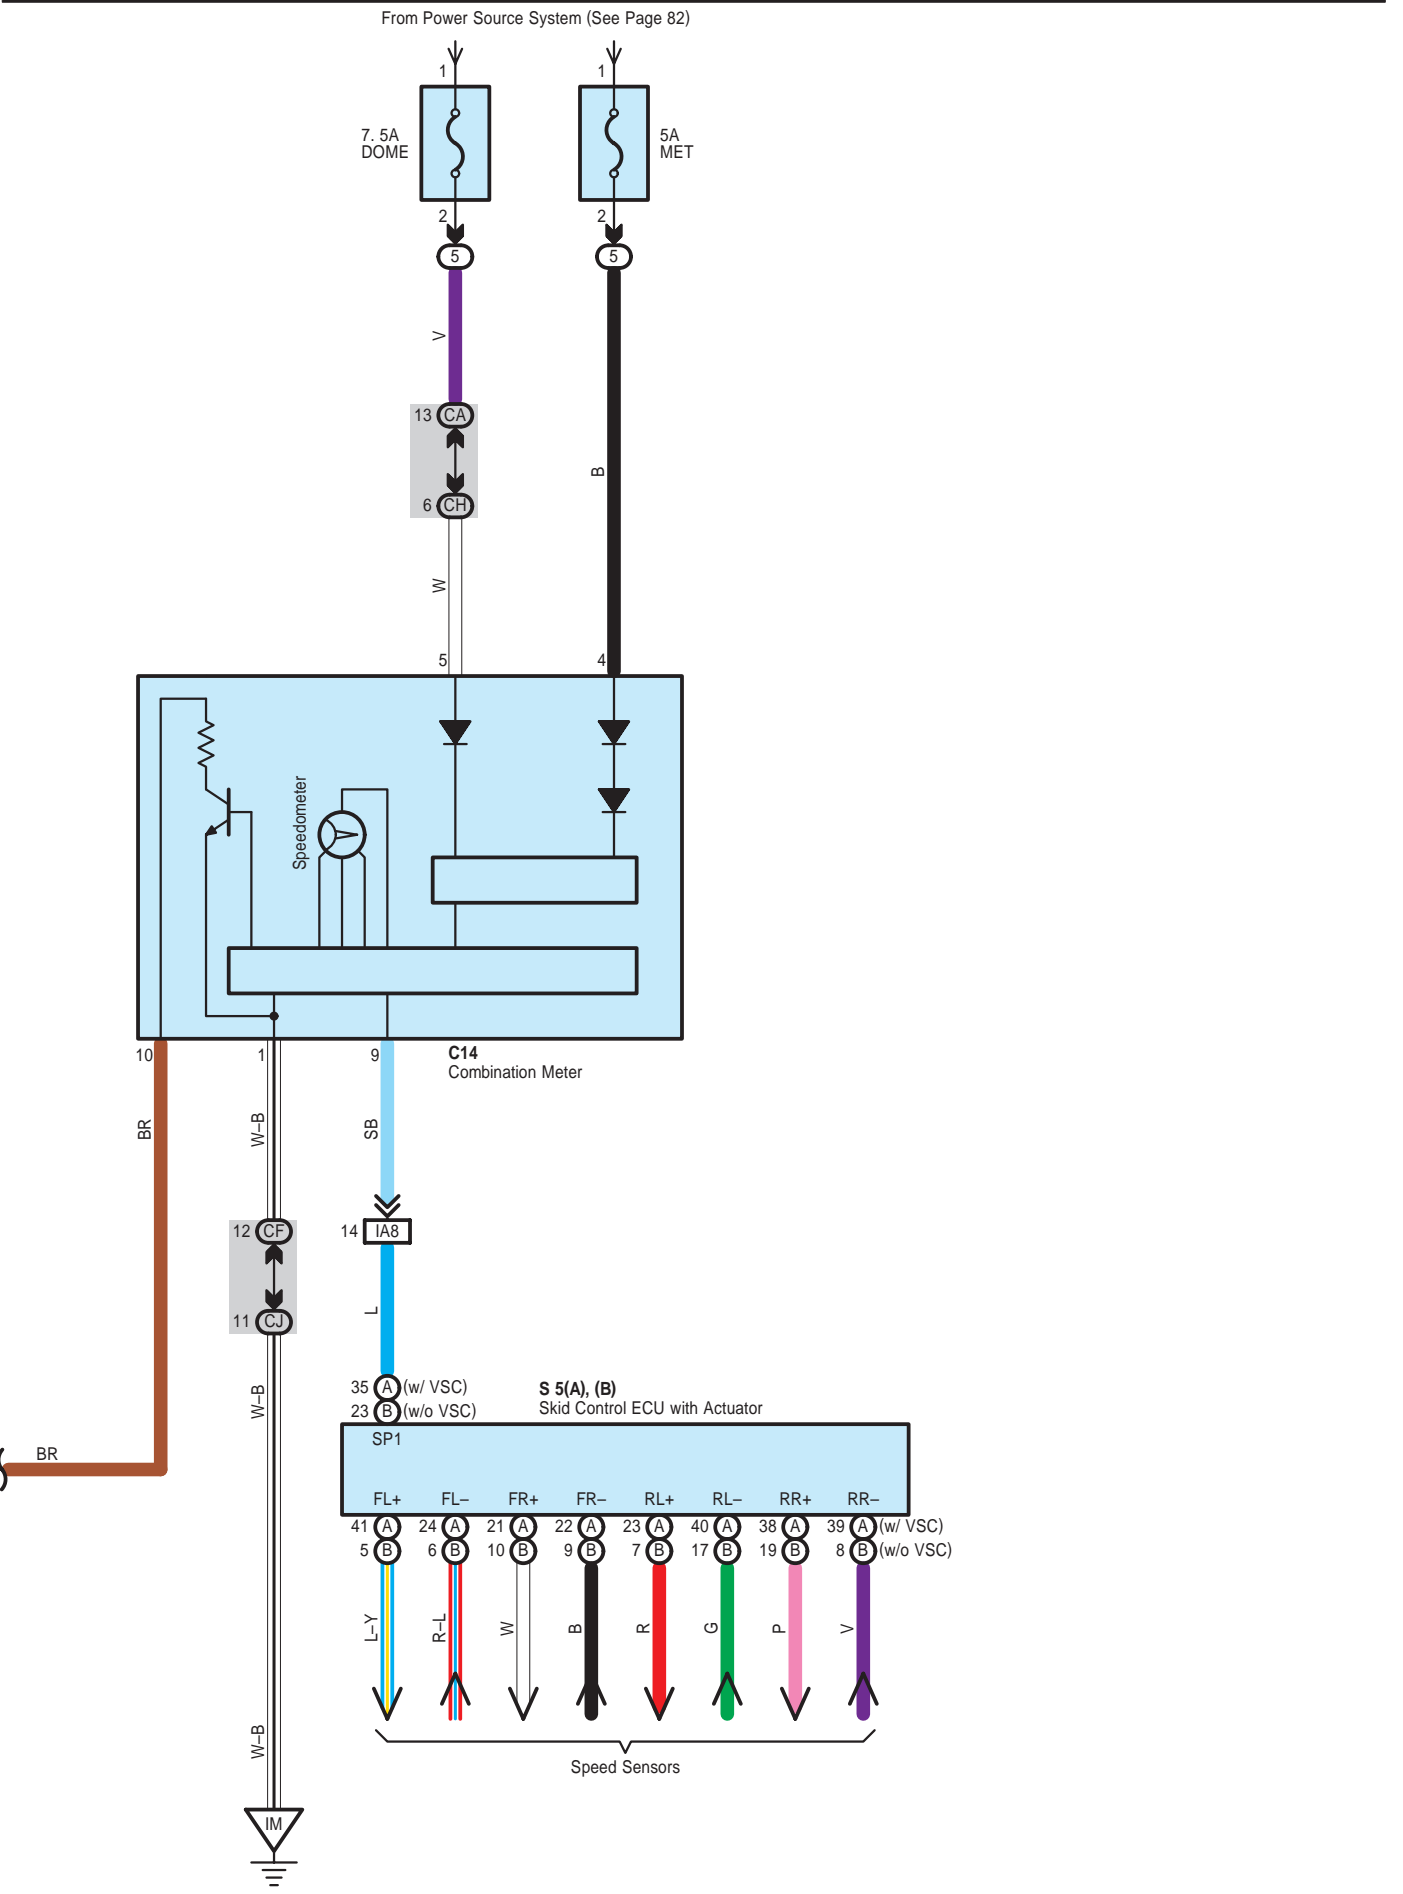 From Power Source System (See Page 82)
1
1
7. 5A
DOME
5A
MET
2
2
5
5
V
13 CA
B
6 CH
W
5
4
Speedometer
10
1
9
C14
Combination Meter
BR
W–B
SB
12 CF
14 IA8
L
11 CJ
35 A (w/ VSC)
23 B (w/o VSC)
S 5(A), (B)
Skid Control ECU with Actuator
W–B
SP1
BR
FL+ FL– FR+ FR– RL+ RL– RR+ RR–
41 A 24 A 21 A 22 A 23 A 40 A 38 A 39 A (w/ VSC)
5 B 6 B 10 B 9 B 7 B 17 B 19 B 8 B (w/o VSC)
L–Y R–L W B R G P V
W–B
Speed Sensors
IM